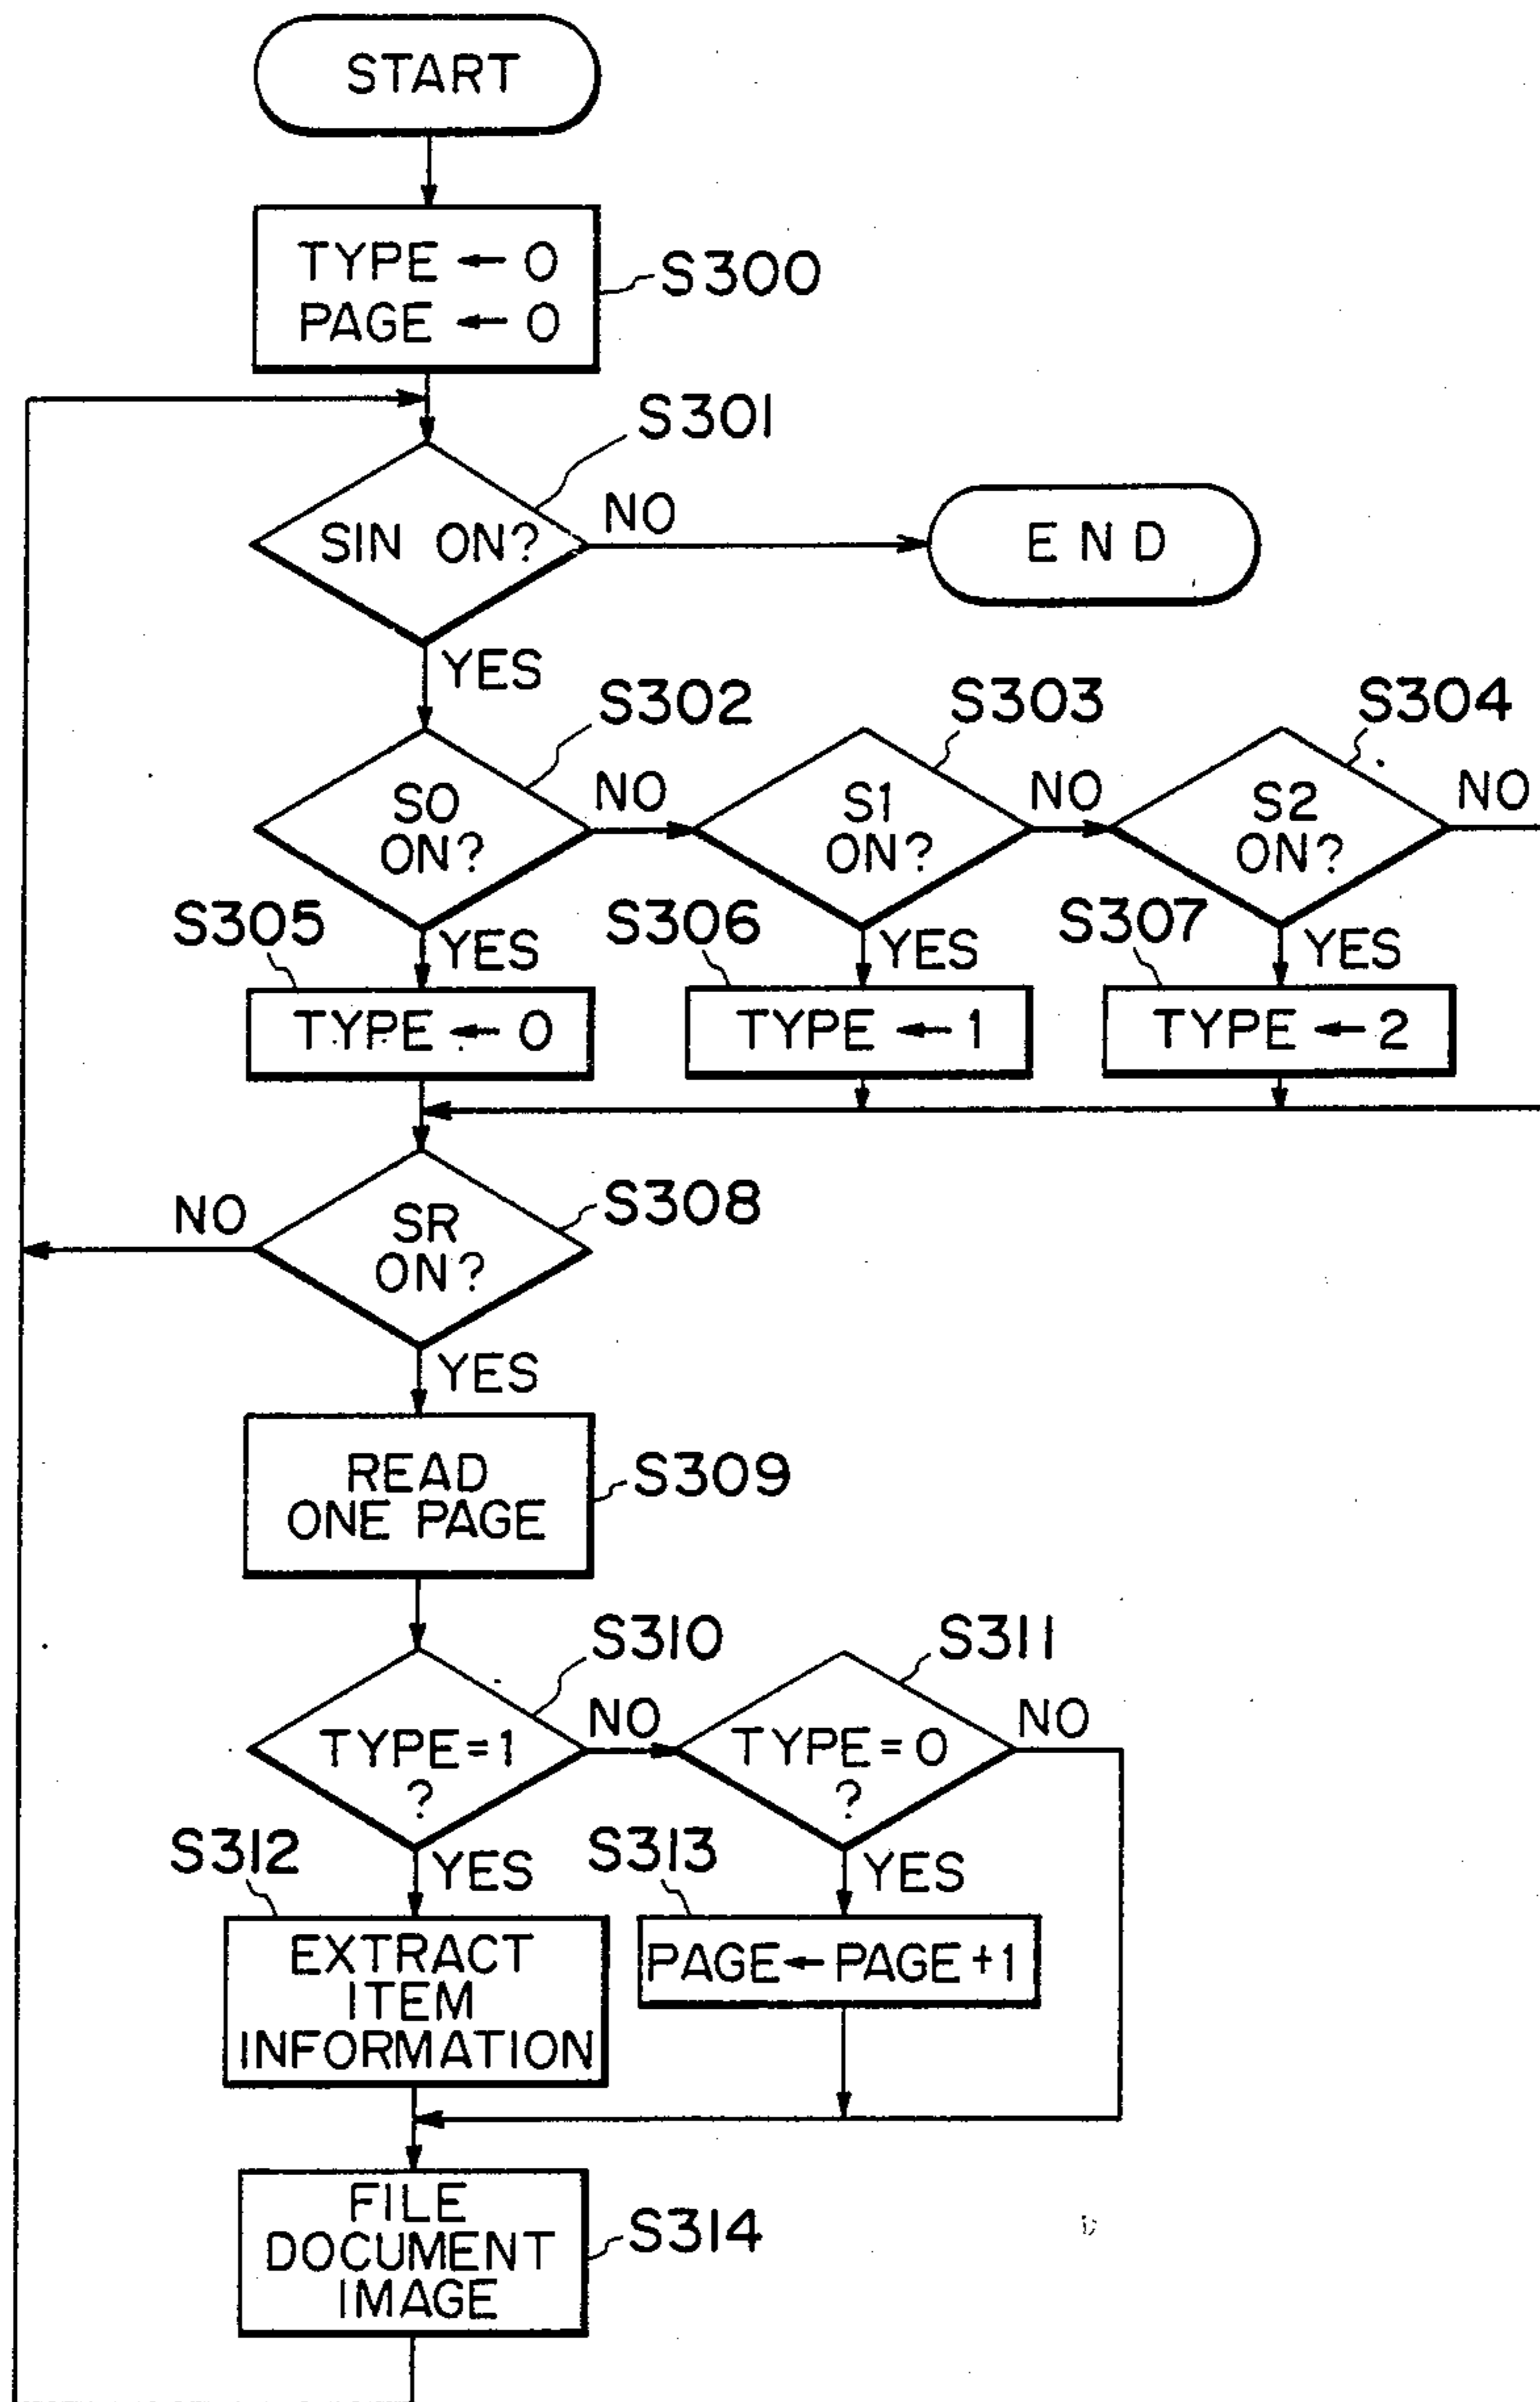 START
TYPE ← 0
PAGE ← 0
S300
S301
SIN ON?
NO
END
YES
S302
S303
S304
S0
ON?
NO
S1
ON?
NO
S2
ON?
NO
S305
YES
S306
YES
S307
YES
TYPE ← 0
TYPE ← 1
TYPE ← 2
NO
SR
ON?
S308
YES
READ
ONE PAGE
S309
S310
S311
TYPE=1
?
NO
TYPE=0
?
NO
S312
YES
S313
YES
EXTRACT
ITEM
INFORMATION
PAGE←PAGE+1
FILE
DOCUMENT
IMAGE
S314